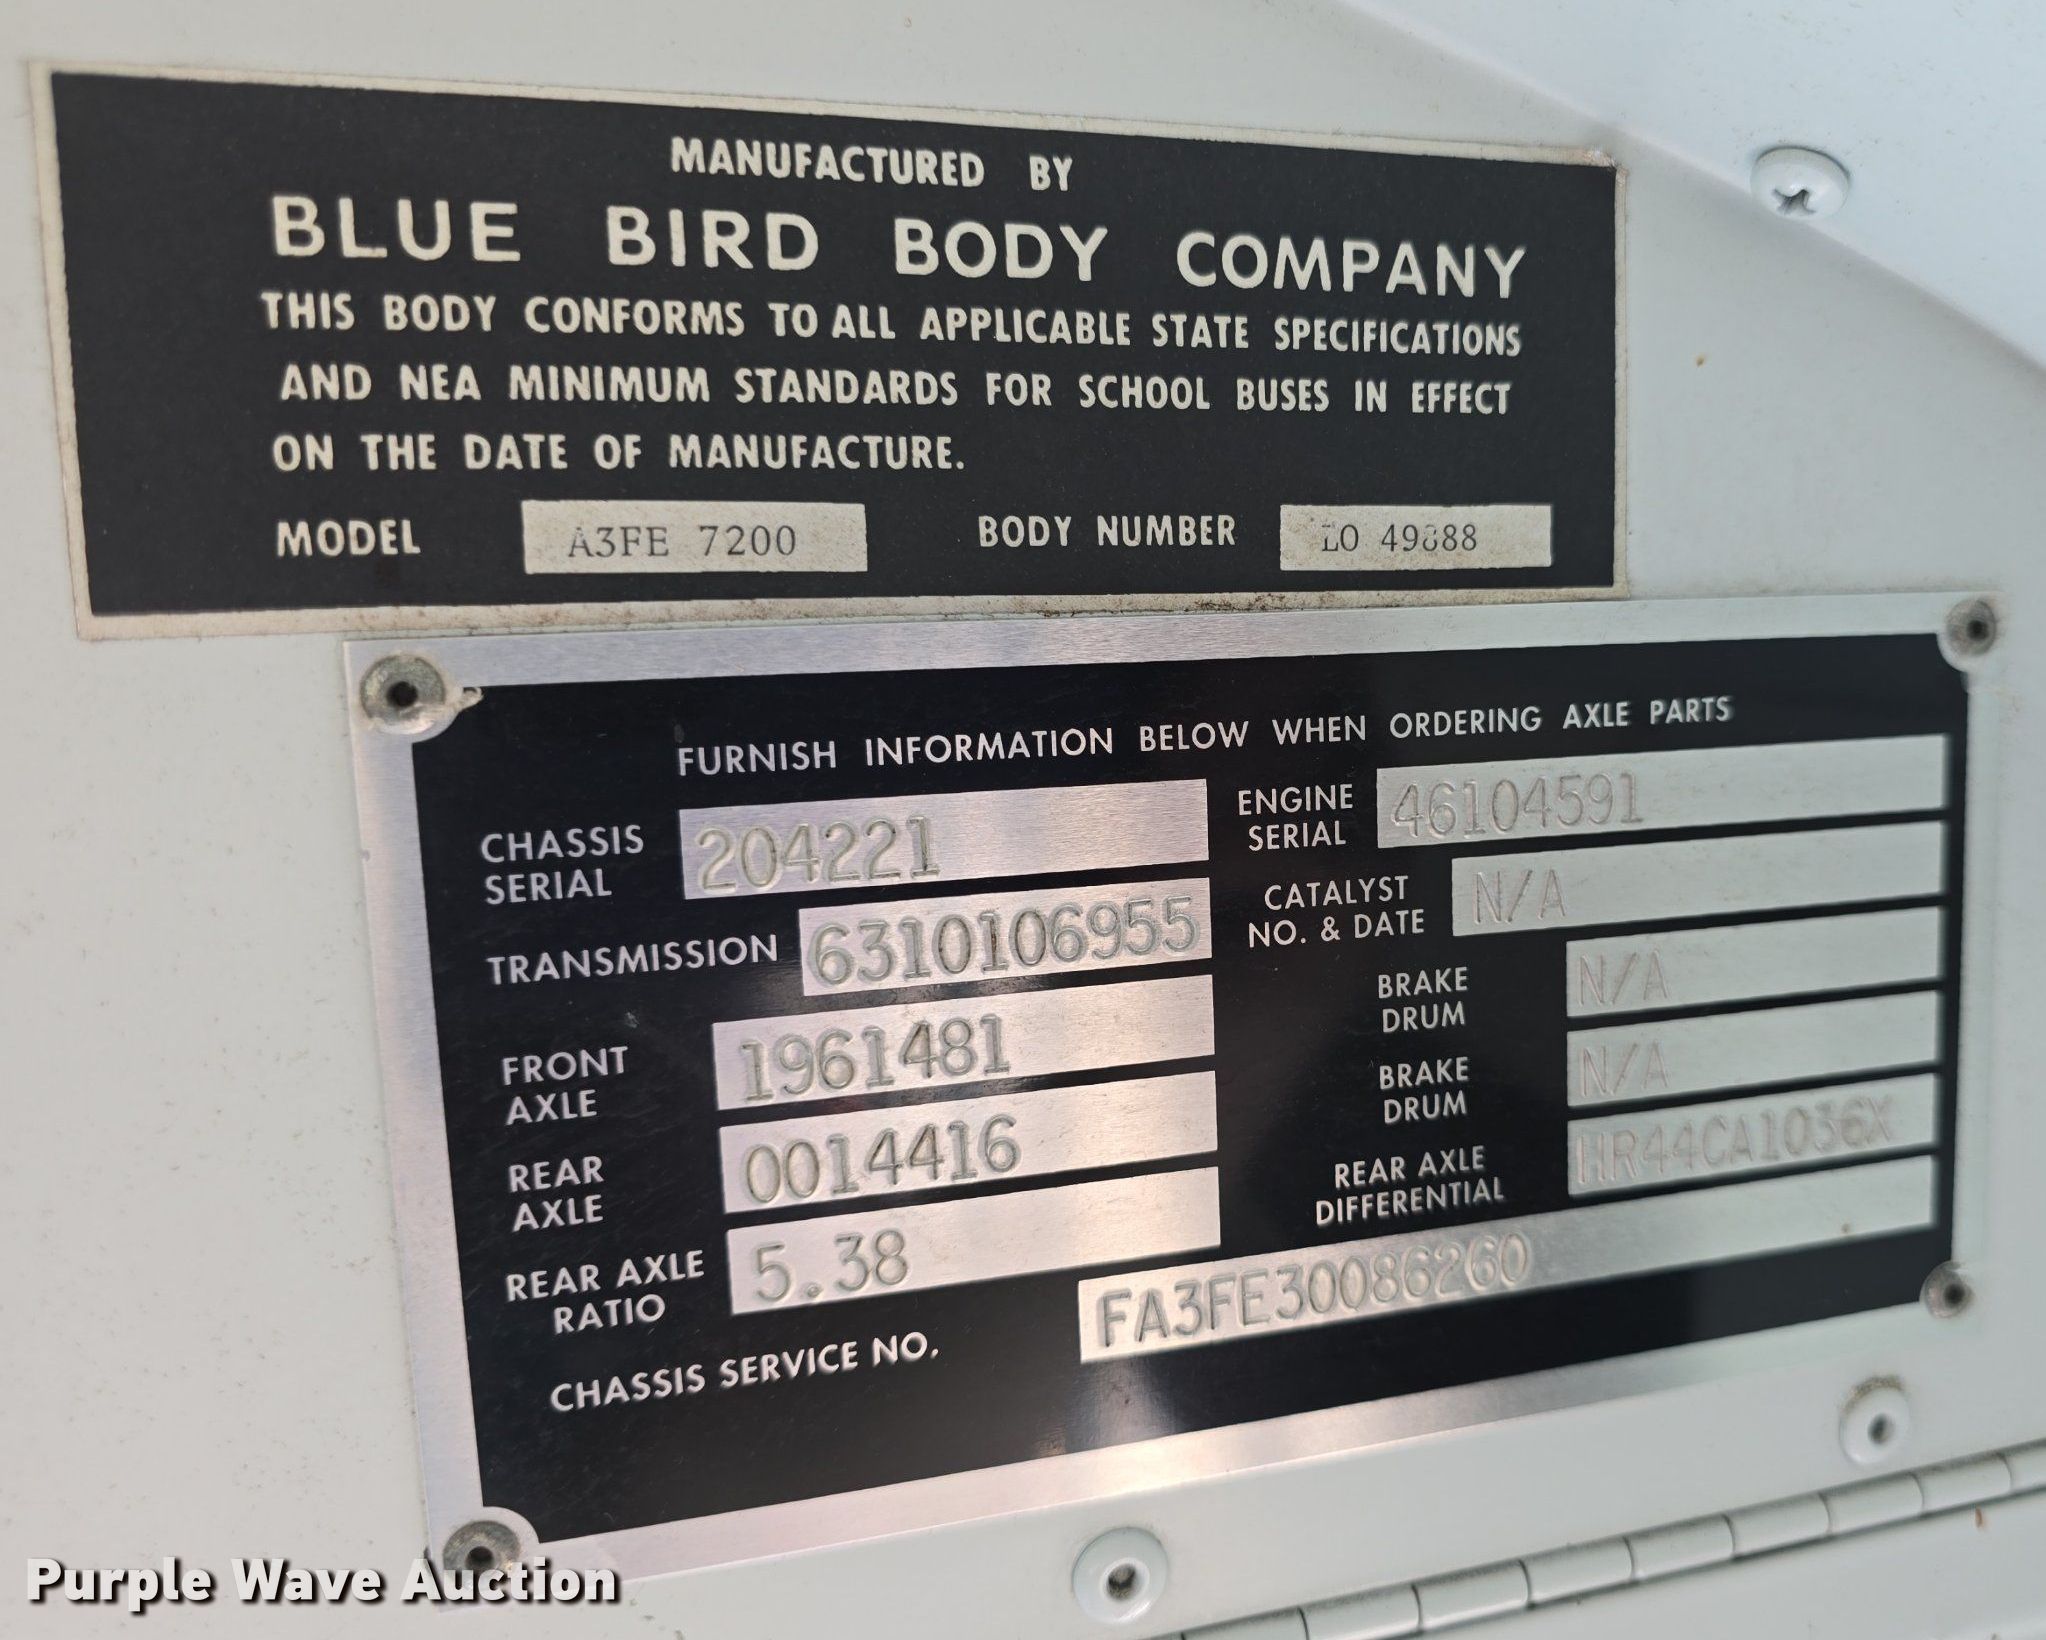 MANUFACTURED BY
BLUE BIRD BODY COMPANY
THIS BODY CONFORMS TO ALL APPLICABLE STATE SPECIFICATIONS
AND NEA MINIMUM STANDARDS FOR SCHOOL BUSES IN EFFECT
ON THE DATE OF MANUFACTURE.
MODEL A3FE 7200 BODY NUMBER LO 49888
FURNISH INFORMATION BELOW WHEN ORDERING AXLE PARTS
CHASSIS SERIAL 204221
ENGINE SERIAL 46104591
TRANSMISSION 6310106955
CATALYST NO. & DATE N/A
FRONT AXLE 1961481
BRAKE DRUM N/A
REAR AXLE 0014416
BRAKE DRUM N/A
REAR AXLE RATIO 5.38
REAR AXLE DIFFERENTIAL HR44CA1036X
CHASSIS SERVICE NO. FA3FE30086260
Purple Wave Auction